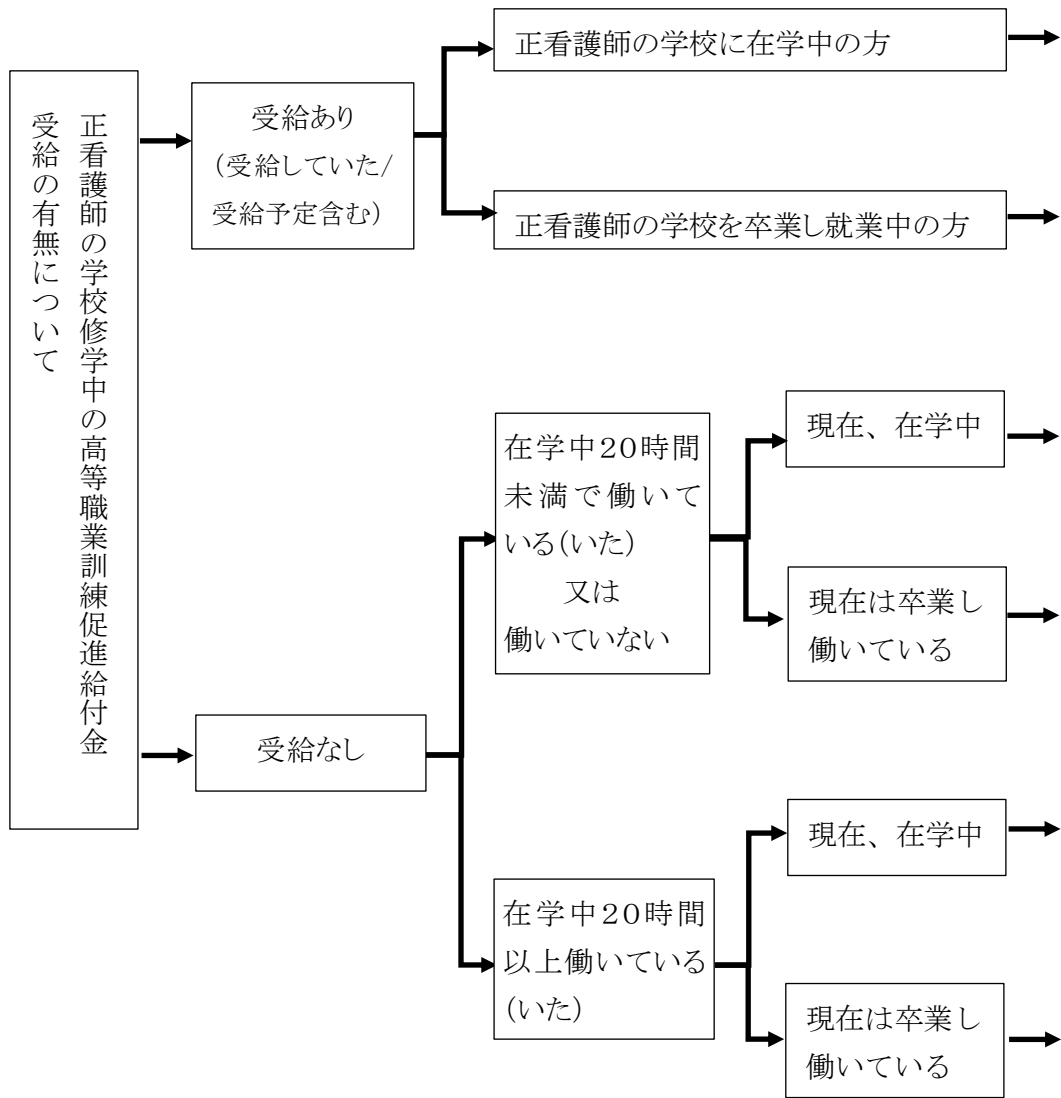 正看護師の学校修学中の高等職業訓練促進給付金
受給の有無について
受給あり
(受給していた/
受給予定含む)
正看護師の学校に在学中の方
正看護師の学校を卒業し就業中の方
受給なし
在学中20時間
未満で働いて
いる(いた)
又は
働いていない
現在、在学中
現在は卒業し
働いている
在学中20時間
以上働いている
(いた)
現在、在学中
現在は卒業し
働いている